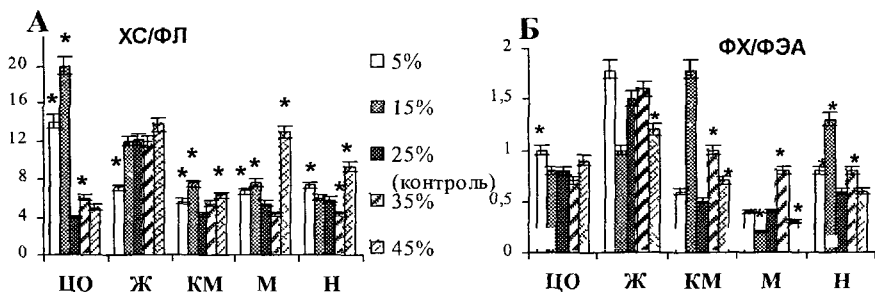 А ХС/ФЛ
20
16
12
8
4
0
* * * * * * * * * * * * *
ЦО Ж КМ М Н
5%
15%
25%
(контроль)
35%
45%
Б ФХ/ФЭА
2
1,5
1
0,5
0
* * * * * * * * * *
ЦО Ж КМ М Н